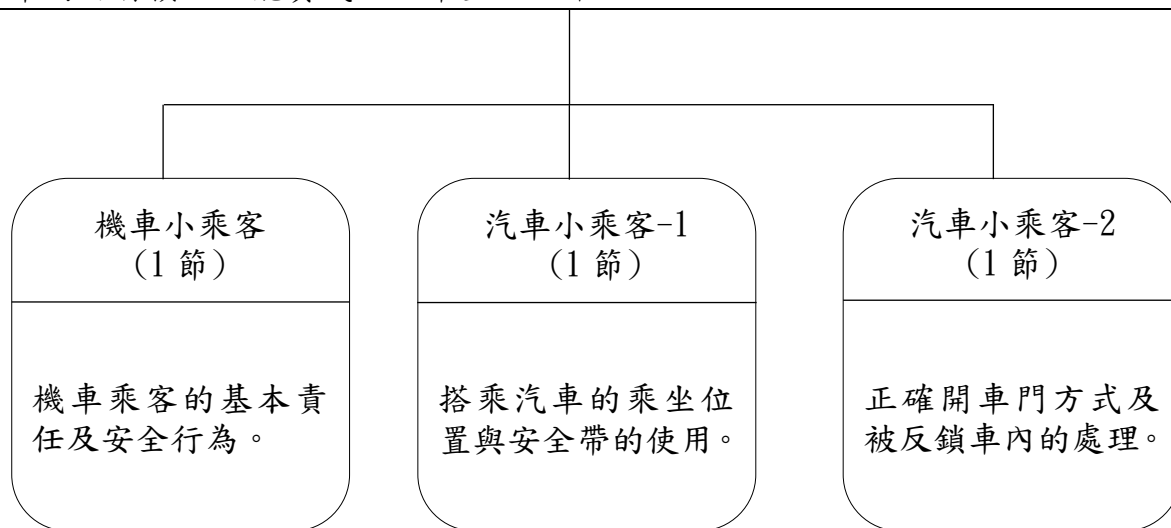 機車小乘客
(1 節)
機車乘客的基本責
任及安全行為。
汽車小乘客-1
(1 節)
搭乘汽車的乘坐位
置與安全帶的使用。
汽車小乘客-2
(1 節)
正確開車門方式及
被反鎖車內的處理。